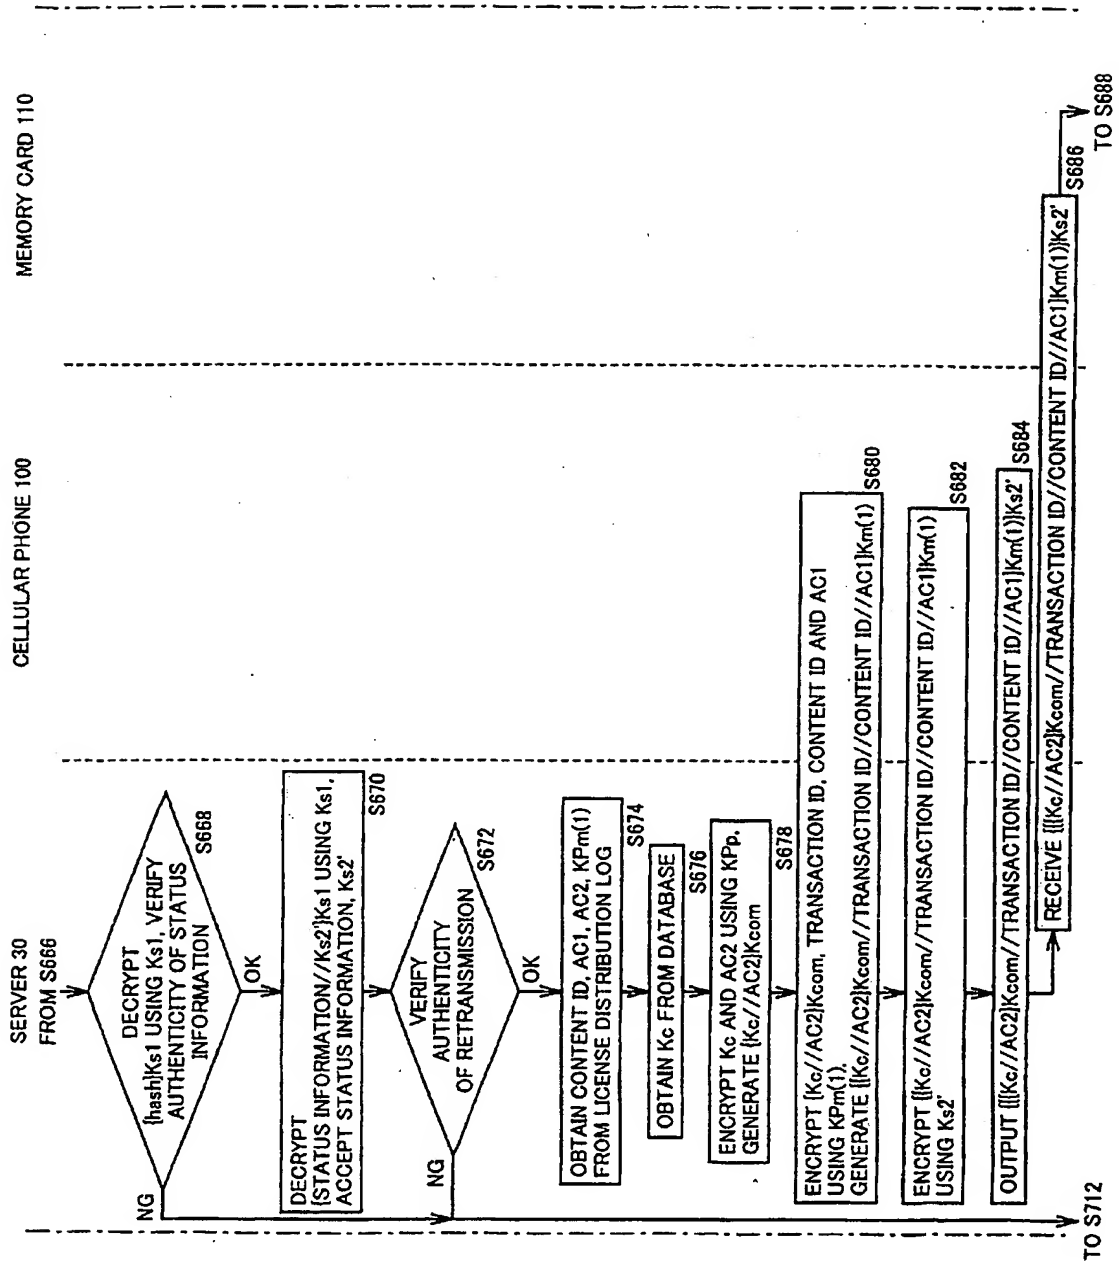 SERVER 30
CELLULAR PHONE 100
MEMORY CARD 110
FROM S666
DECRYPT
{hash}Ks1 USING Ks1, VERIFY
AUTHENTICITY OF STATUS
INFORMATION
S668
NG
OK
DECRYPT
{STATUS INFORMATION//Ks2'}Ks1 USING Ks1,
ACCEPT STATUS INFORMATION, Ks2'
S670
VERIFY
AUTHENTICITY
OF RETRANSMISSION
S672
NG
OK
OBTAIN CONTENT ID, AC1, AC2, KPm(1)
FROM LICENSE DISTRIBUTION LOG
S674
OBTAIN Kc FROM DATABASE
S676
ENCRYPT Kc AND AC2 USING KPp,
GENERATE {Kc//AC2}Kcom
S678
ENCRYPT {Kc//AC2}Kcom, TRANSACTION ID, CONTENT ID AND AC1
USING KPm(1),
GENERATE {{Kc//AC2}Kcom//TRANSACTION ID//CONTENT ID//AC1}Km(1)
S680
ENCRYPT {{Kc//AC2}Kcom//TRANSACTION ID//CONTENT ID//AC1}Km(1)
USING Ks2'
S682
OUTPUT {{{Kc//AC2}Kcom//TRANSACTION ID//CONTENT ID//AC1}Km(1)}Ks2'
S684
RECEIVE {{{Kc//AC2}Kcom//TRANSACTION ID//CONTENT ID//AC1}Km(1)}Ks2'
S686
TO S688
TO S712